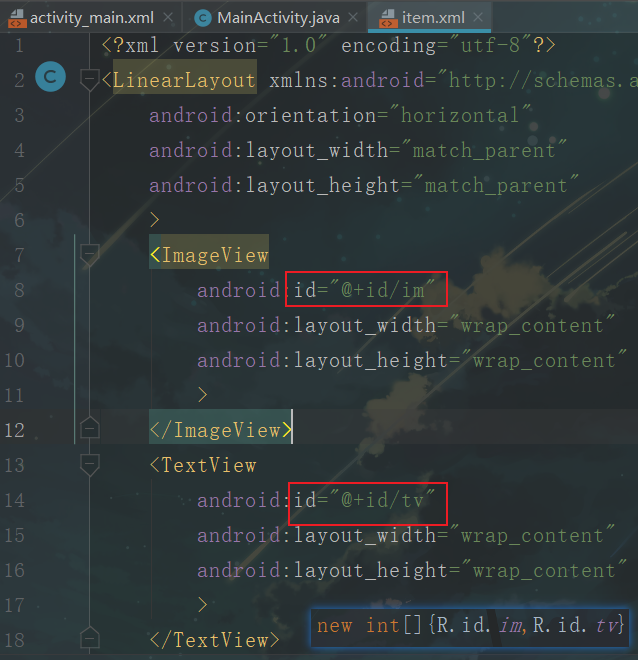 activity_main.xml MainActivity.java item.xml
1 <?xml version="1.0" encoding="utf-8"?>
C
2 <LinearLayout xmlns:android="http://schemas.a
3 android:orientation="horizontal"
4 android:layout_width="match_parent"
5 android:layout_height="match_parent"
6 >
7 <ImageView
8 android:id="@+id/im"
9 android:layout_width="wrap_content"
10 android:layout_height="wrap_content"
11 >
12 </ImageView>
13 <TextView
14 android:id="@+id/tv"
15 android:layout_width="wrap_content"
16 android:layout_height="wrap_content"
17 >
new int[]{R.id.im,R.id.tv}
18 </TextView>